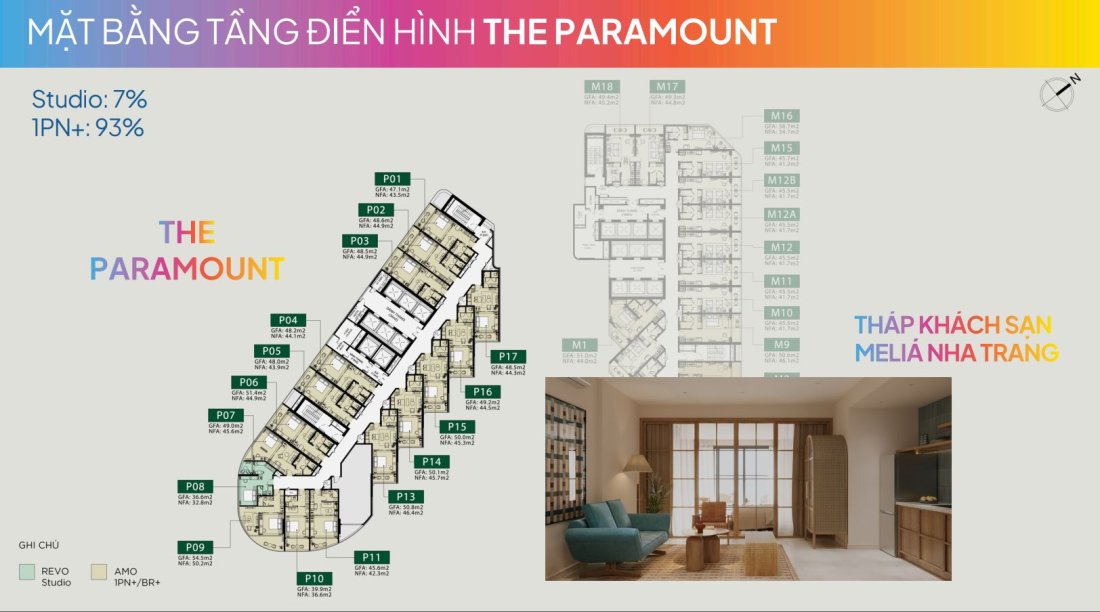 MẶT BẰNG TẦNG ĐIỂN HÌNH THE PARAMOUNT
Studio: 7%
1PN+: 93%
N
THE
PARAMOUNT
P01
GFA: 47.1m2
NFA: 43.5m2
P02
GFA: 48.6m2
NFA: 44.9m2
P03
GFA: 48.5m2
NFA: 44.9m2
P04
GFA: 48.2m2
NFA: 44.1m2
P05
GFA: 48.0m2
NFA: 43.9m2
P06
GFA: 51.4m2
NFA: 44.9m2
P07
GFA: 49.0m2
NFA: 45.6m2
P08
GFA: 36.6m2
NFA: 32.8m2
P09
GFA: 54.5m2
NFA: 50.2m2
P10
GFA: 39.9m2
NFA: 36.6m2
P11
GFA: 45.6m2
NFA: 42.3m2
P13
GFA: 50.8m2
NFA: 46.4m2
P14
GFA: 50.1m2
NFA: 45.7m2
P15
GFA: 50.0m2
NFA: 45.3m2
P16
GFA: 49.2m2
NFA: 44.5m2
P17
GFA: 48.5m2
NFA: 44.3m2
M18
GFA: 49.4m2
NFA: 45.2m2
M17
GFA: 49.3m2
NFA: 44.8m2
M16
M15
GFA: 45.7m2
NFA: 41.2m2
M12B
GFA: 45.5m2
NFA: 41.7m2
M12A
GFA: 45.5m2
NFA: 41.7m2
M12
GFA: 45.5m2
NFA: 41.7m2
M11
GFA: 45.5m2
NFA: 41.7m2
M10
GFA: 45.5m2
NFA: 41.7m2
M9
GFA: 50.6m2
NFA: 46.1m2
M1
GFA: 51.0m2
NFA: 44.0m2
THÁP KHÁCH SẠN
MELIÁ NHA TRANG
GHI CHÚ
REVO
Studio
AMO
1PN+/BR+